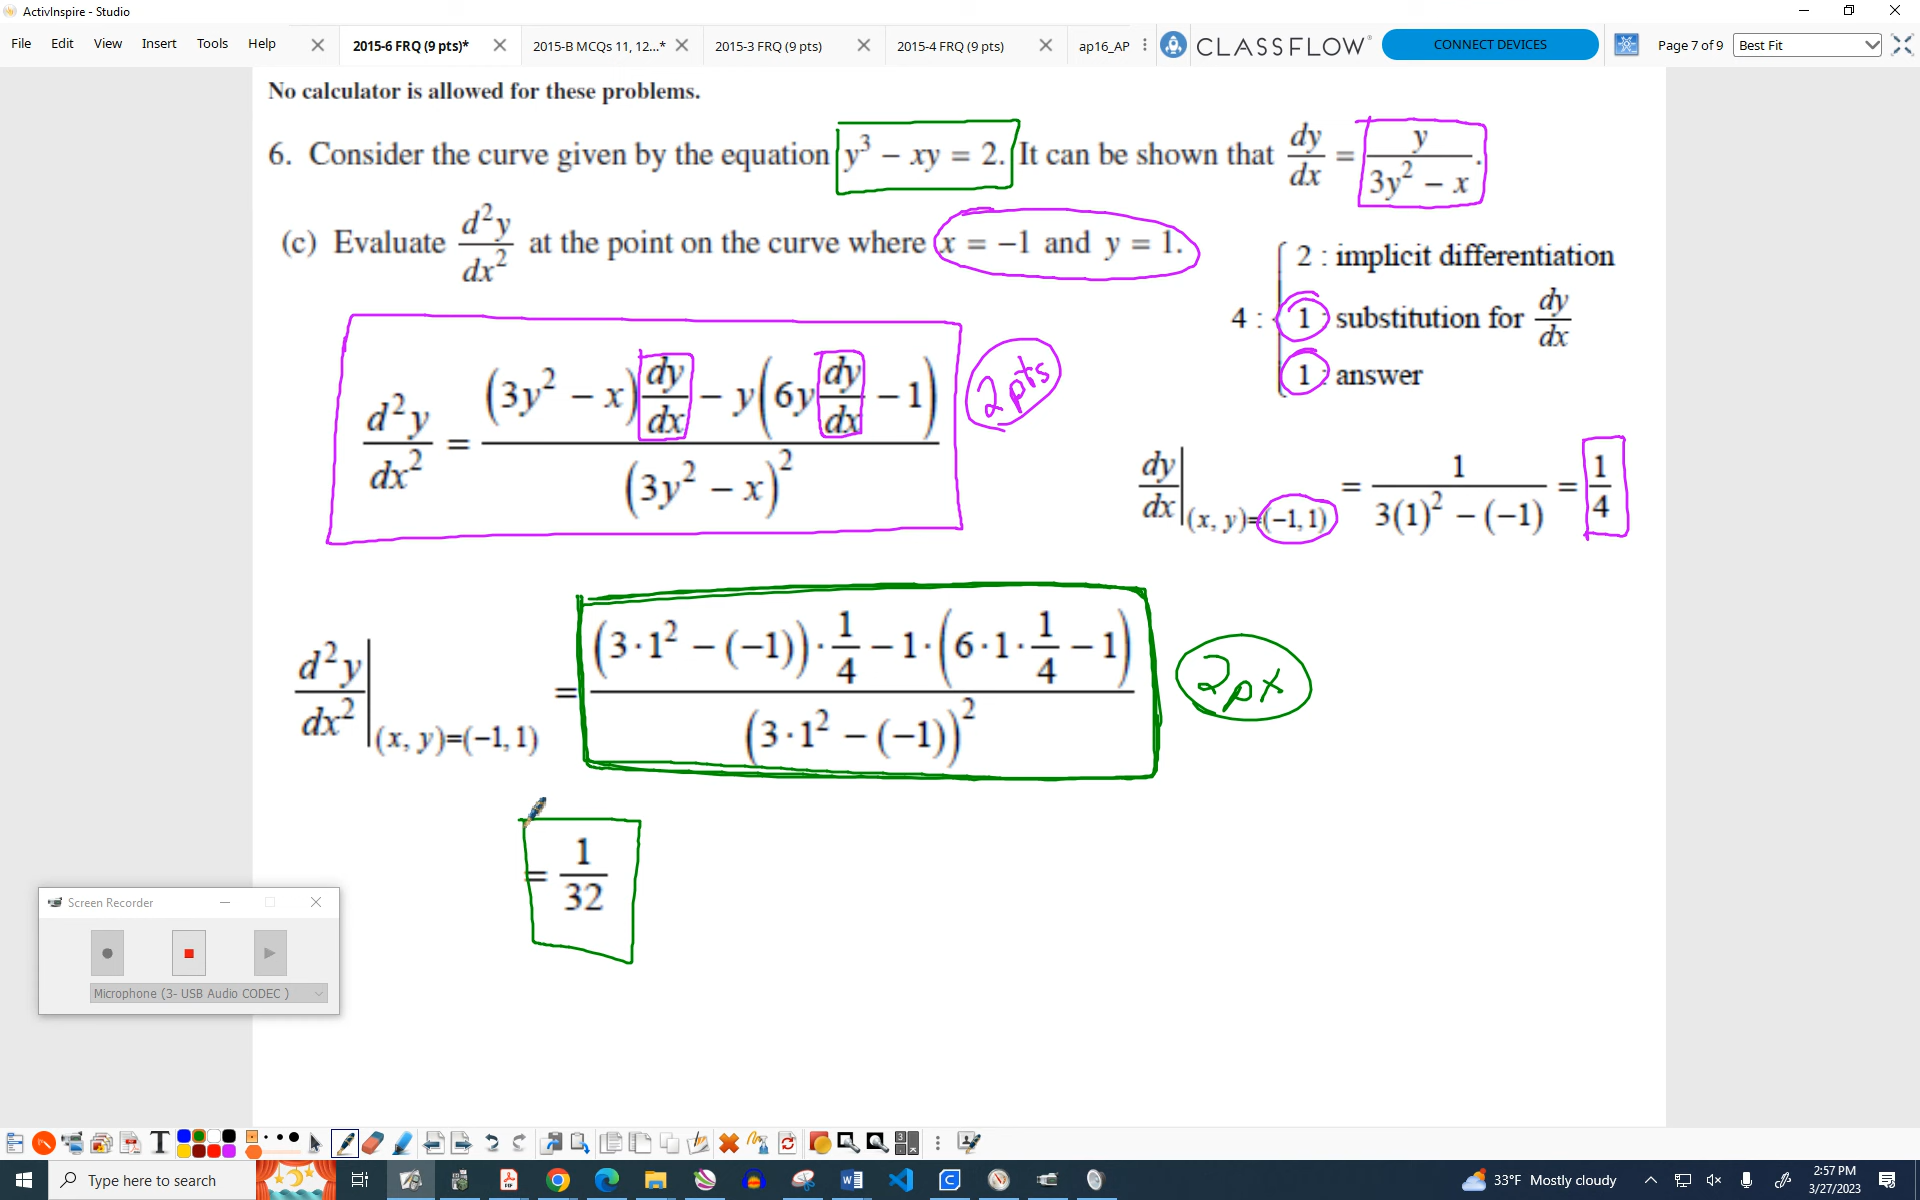 ActivInspire - Studio
File Edit View Insert Tools Help
2015-6 FRQ (9 pts)* 2015-B MCQs 11, 12...* 2015-3 FRQ (9 pts) 2015-4 FRQ (9 pts) ap16_AP
CLASSFLOW CONNECT DEVICES Page 7 of 9 Best Fit
No calculator is allowed for these problems.
6. Consider the curve given by the equation y³ − xy = 2. It can be shown that dy/dx = y/(3y² − x).
(c) Evaluate d²y/dx² at the point on the curve where x = −1 and y = 1.
4 : { 2 : implicit differentiation
1 : substitution for dy/dx
1 : answer
d²y/dx² = ((3y² − x) dy/dx − y(6y dy/dx − 1))/(3y² − x)²
2 pts
dy/dx|(x, y)=(−1, 1) = 1/(3(1)² − (−1)) = 1/4
d²y/dx²|(x, y)=(−1, 1) = ((3·1² − (−1))·1/4 − 1·(6·1·1/4 − 1))/(3·1² − (−1))²
= 1/32
Screen Recorder
Microphone (3- USB Audio CODEC )
T
Type here to search
33°F Mostly cloudy
2:57 PM
3/27/2023